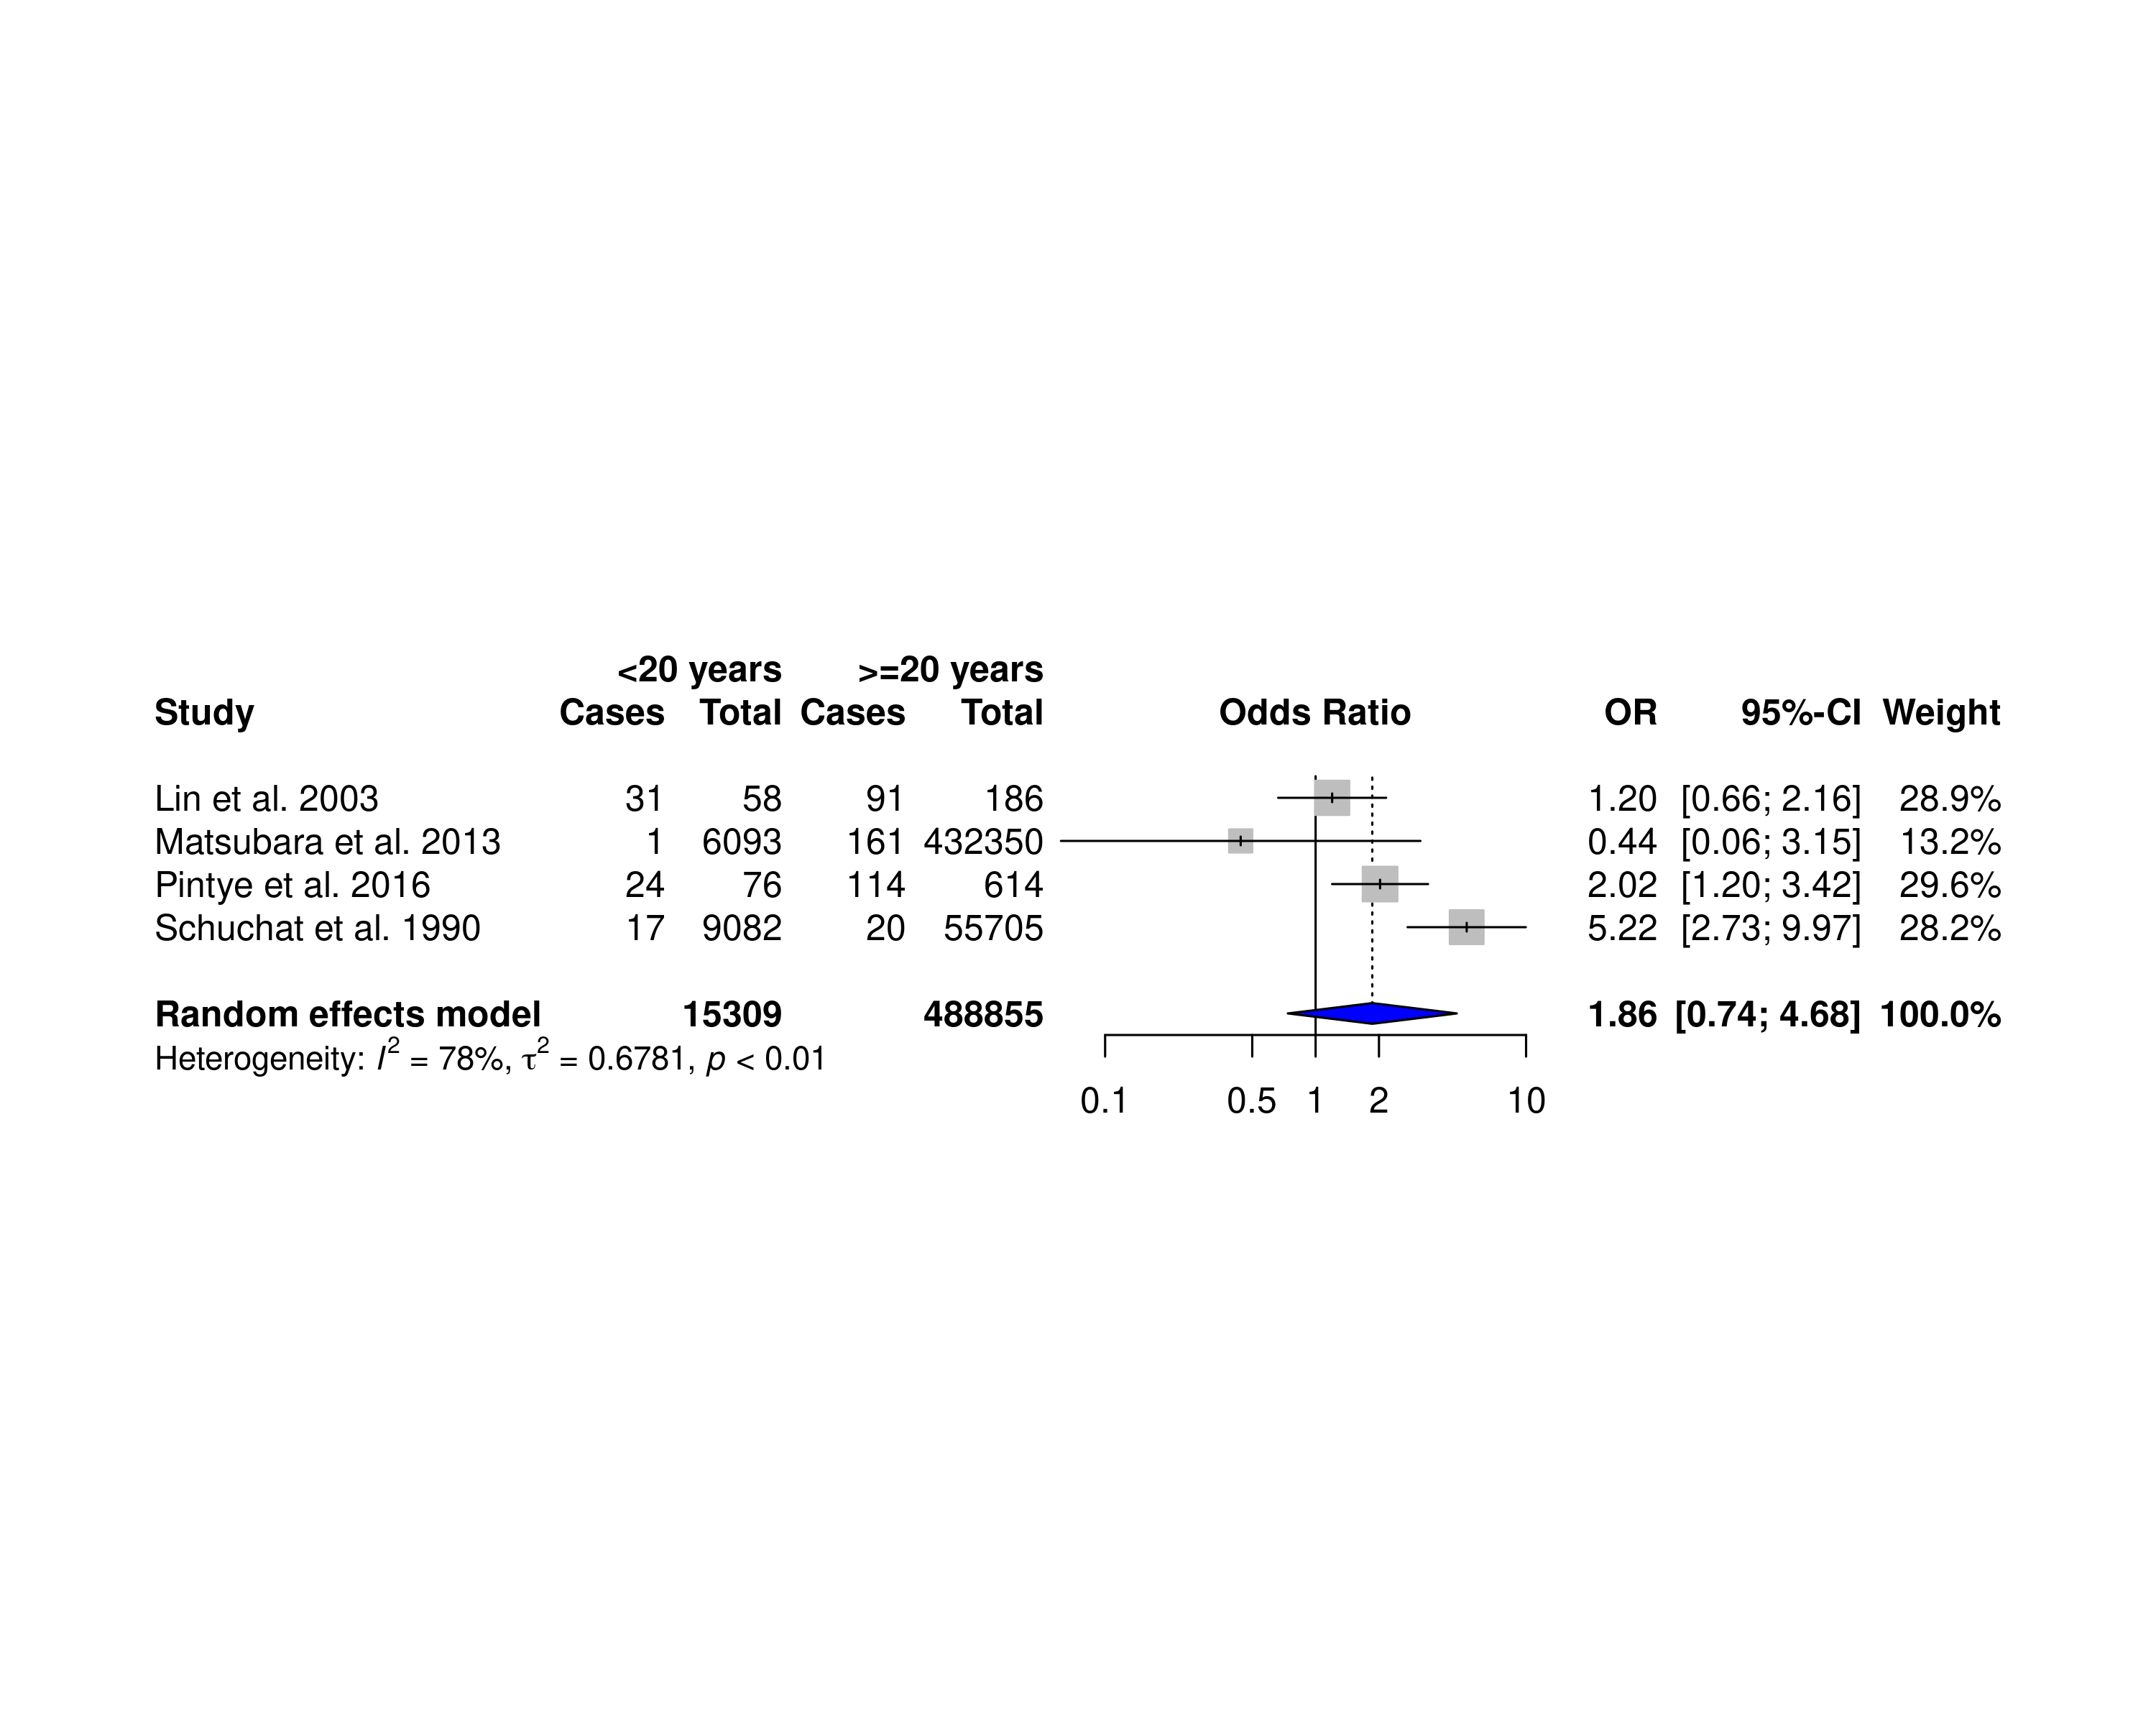 <20 years >=20 years
Study Cases Total Cases Total Odds Ratio OR 95%-CI Weight
Lin et al. 2003 31 58 91 186 1.20 [0.66; 2.16] 28.9%
Matsubara et al. 2013 1 6093 161 432350 0.44 [0.06; 3.15] 13.2%
Pintye et al. 2016 24 76 114 614 2.02 [1.20; 3.42] 29.6%
Schuchat et al. 1990 17 9082 20 55705 5.22 [2.73; 9.97] 28.2%
Random effects model 15309 488855 1.86 [0.74; 4.68] 100.0%
Heterogeneity: I² = 78%, τ² = 0.6781, p < 0.01
0.1 0.5 1 2 10